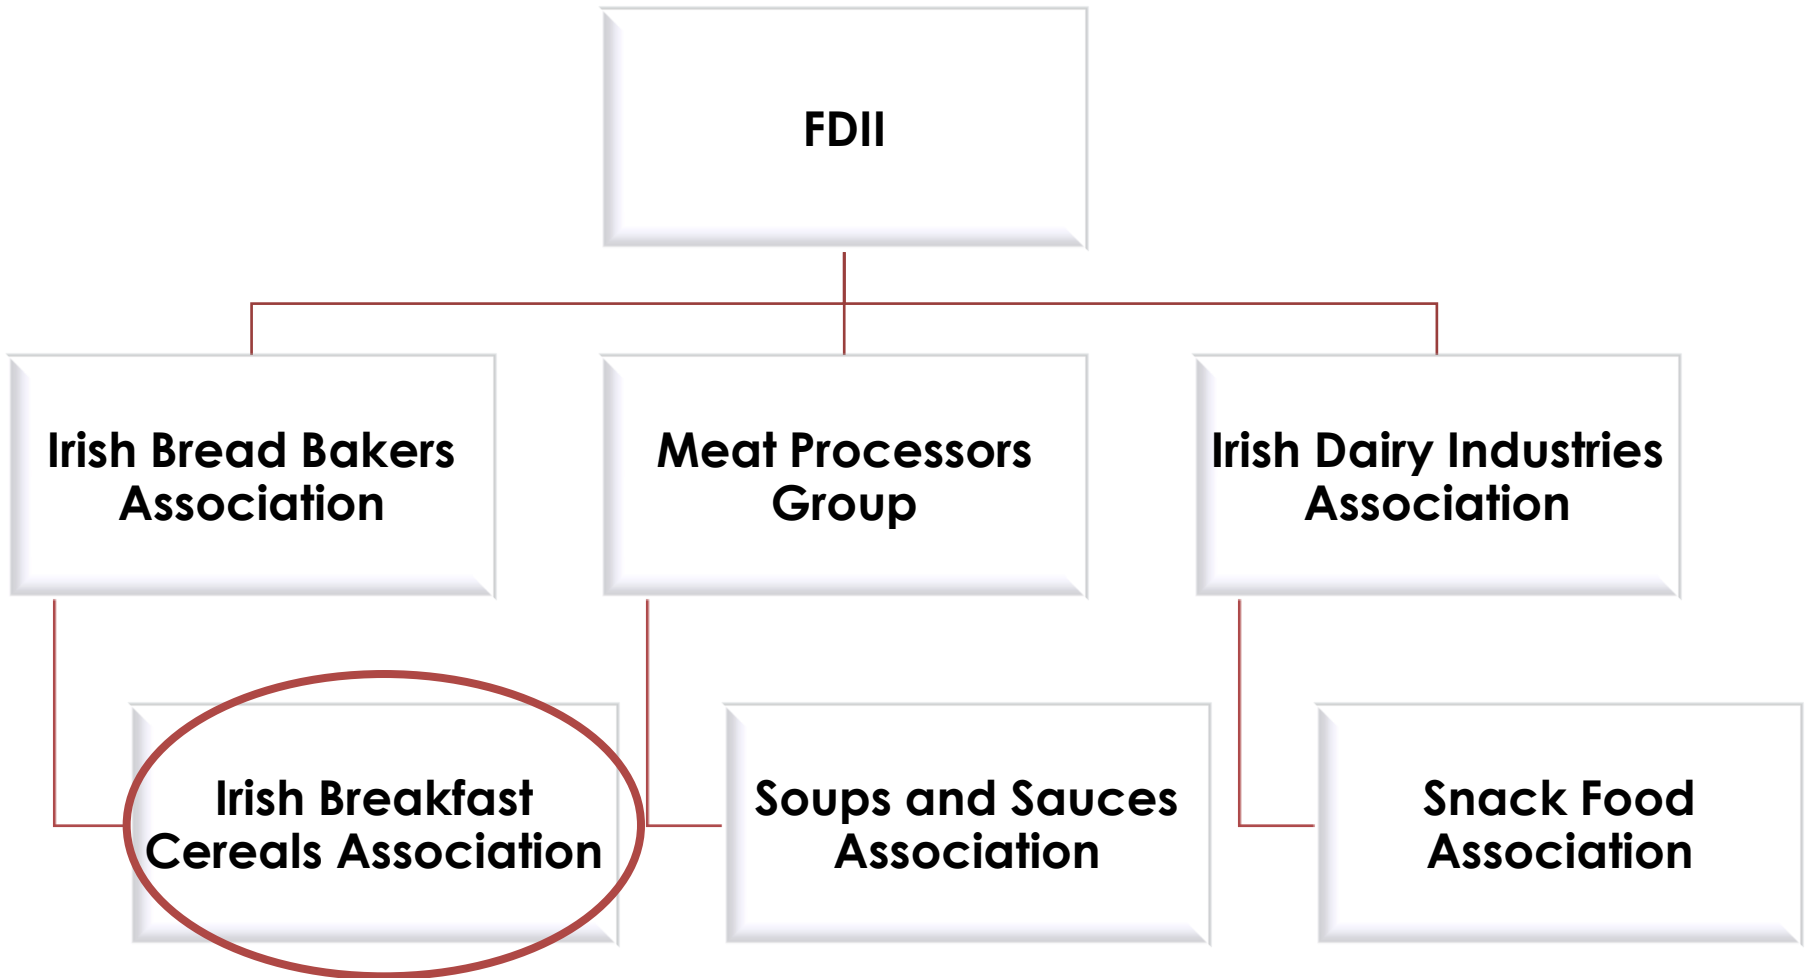 FDII
Irish Bread Bakers
Association
Meat Processors
Group
Irish Dairy Industries
Association
Irish Breakfast
Cereals Association
Soups and Sauces
Association
Snack Food
Association